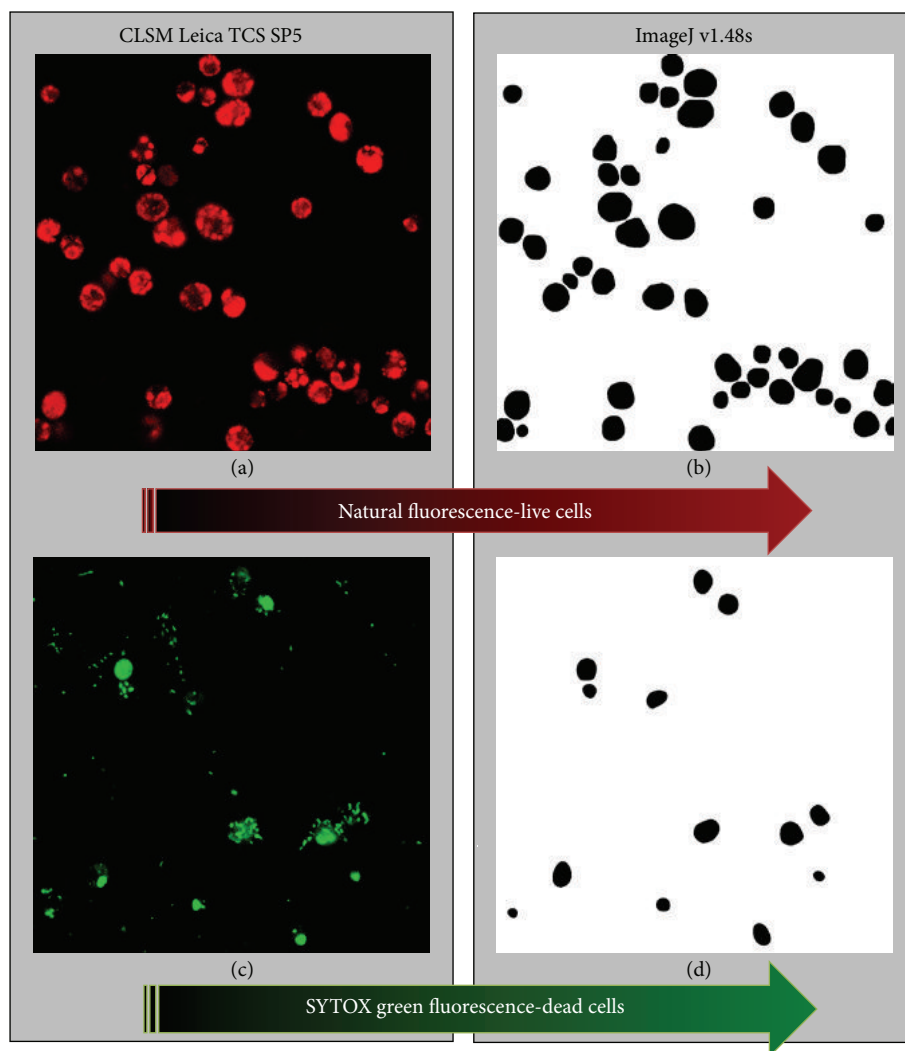 CLSM Leica TCS SP5
ImageJ v1.48s
(a)
(b)
Natural fluorescence-live cells
(c)
(d)
SYTOX green fluorescence-dead cells